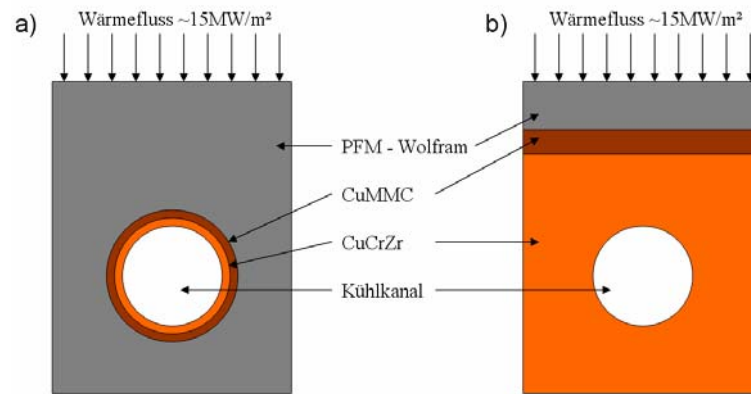 a)
Wärmefluss ~15MW/m²
b)
Wärmefluss ~15MW/m²
PFM - Wolfram
CuMMC
CuCrZr
Kühlkanal